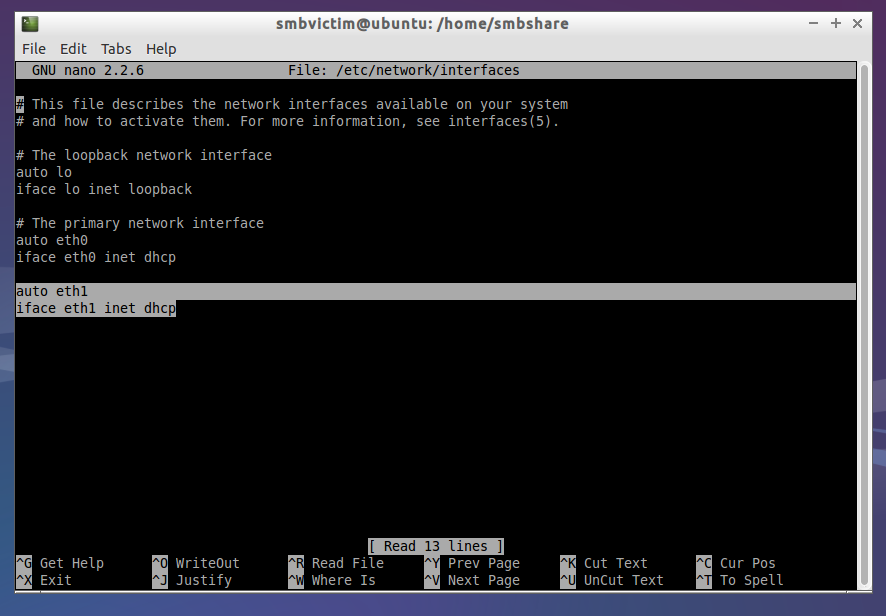 smbvictim@ubuntu: /home/smbshare
File Edit Tabs Help
GNU nano 2.2.6 File: /etc/network/interfaces
# This file describes the network interfaces available on your system
# and how to activate them. For more information, see interfaces(5).
# The loopback network interface
auto lo
iface lo inet loopback
# The primary network interface
auto eth0
iface eth0 inet dhcp
auto eth1
iface eth1 inet dhcp
[ Read 13 lines ]
^G Get Help ^O WriteOut ^R Read File ^Y Prev Page ^K Cut Text ^C Cur Pos
^X Exit ^J Justify ^W Where Is ^V Next Page ^U UnCut Text ^T To Spell